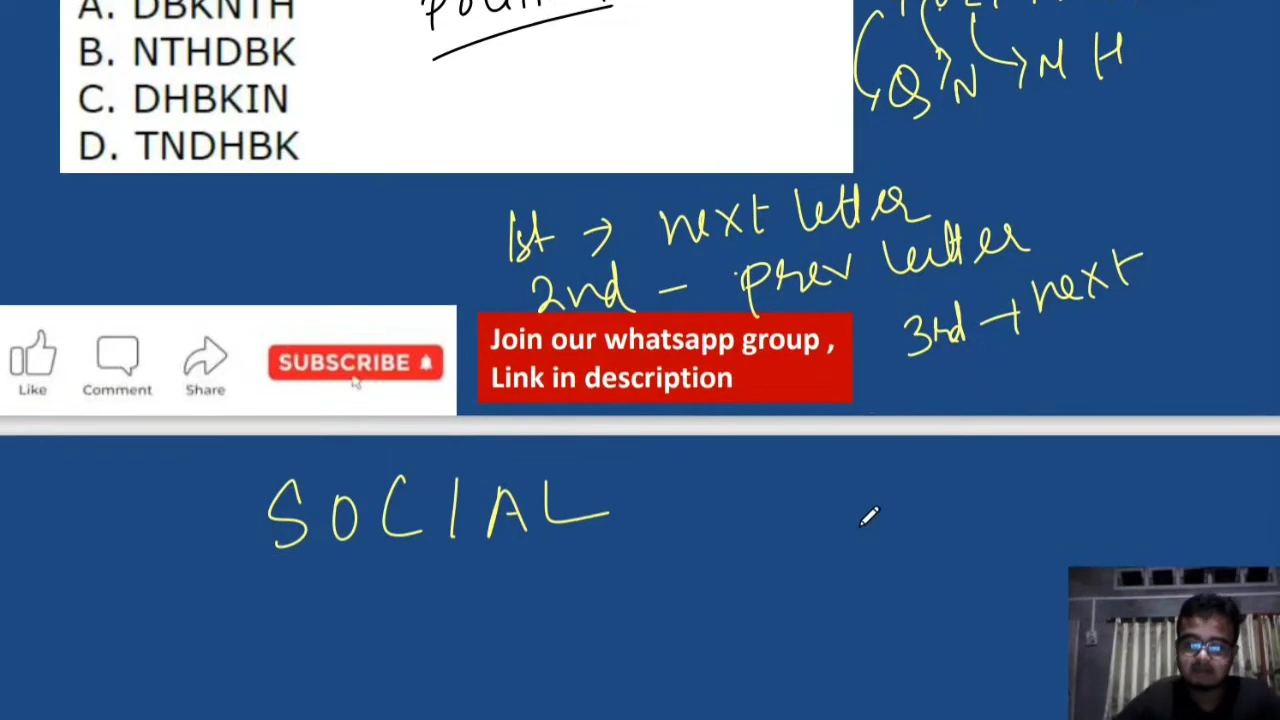 A. DBKNTH
B. NTHDBK
C. DHBKIN
D. TNDHBK
Q N M H
1st → next letter
2nd - prev letter
3rd → next
Like
Comment
Share
SUBSCRIBE
Join our whatsapp group ,
Link in description
SOCIAL